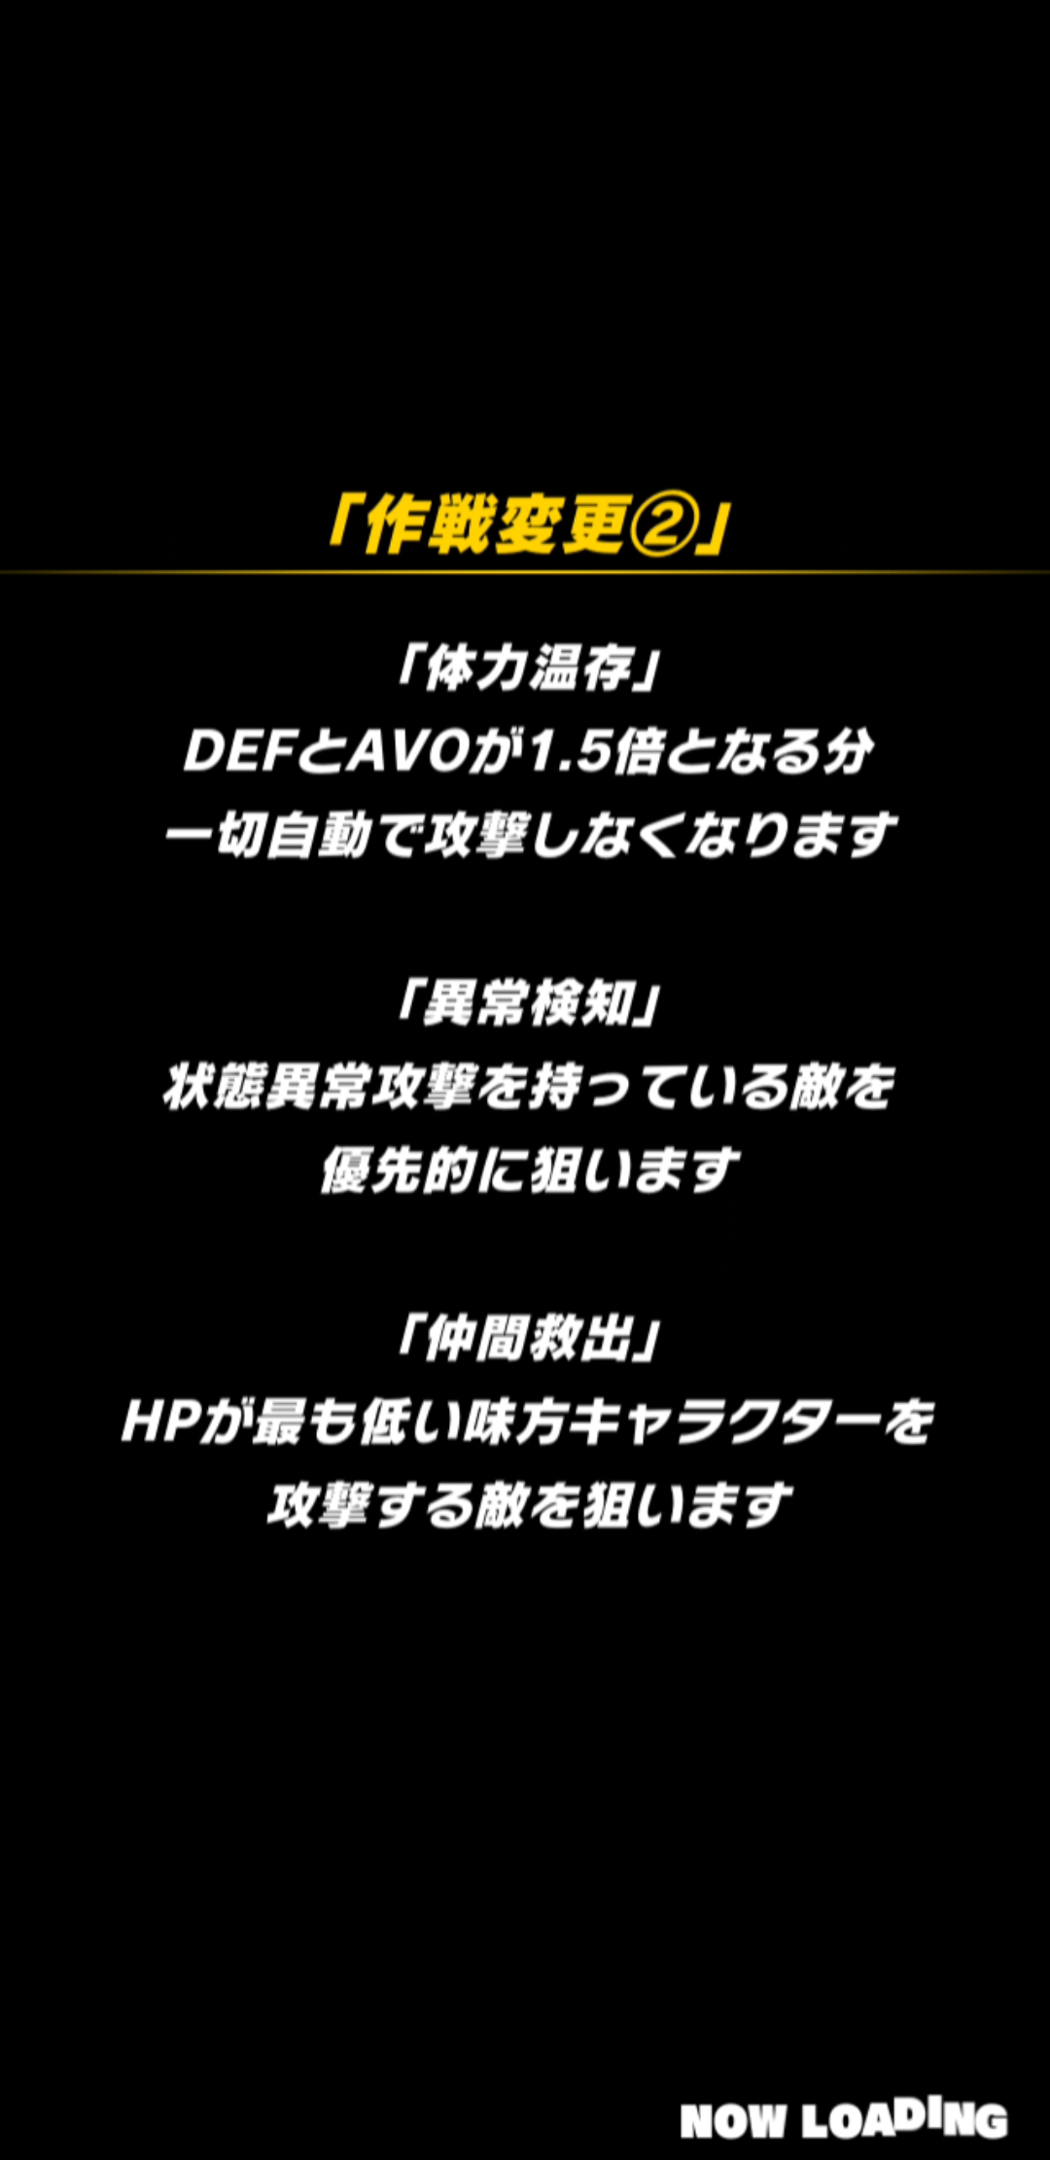 「作戦変更②」
「体力温存」
DEFとAVOが1.5倍となる分
一切自動で攻撃しなくなります
「異常検知」
状態異常攻撃を持っている敵を
優先的に狙います
「仲間救出」
HPが最も低い味方キャラクターを
攻撃する敵を狙います
NOW LOADING